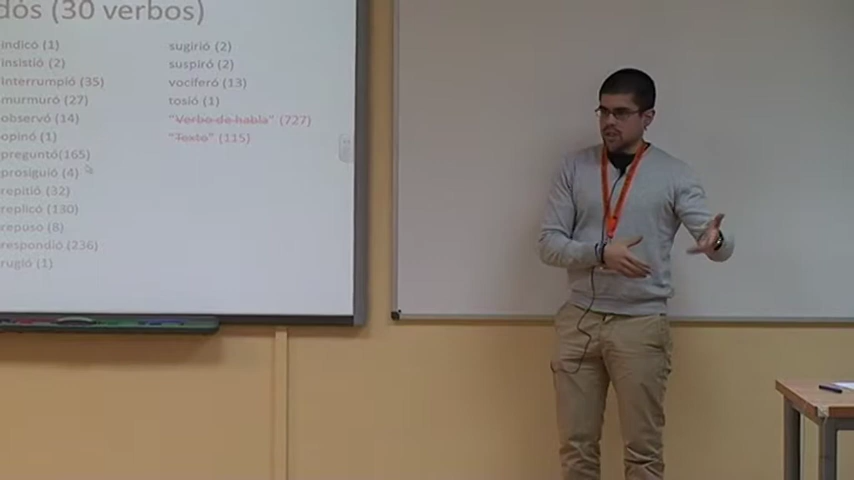 dós (30 verbos)
indicó (1)
insistió (2)
Interrumpió (35)
murmuró (27)
observó (14)
opinó (1)
preguntó(165)
prosiguió (4)
repitió (32)
replicó (130)
repuso (8)
respondió (236)
rugió (1)
sugirió (2)
suspiró (2)
vociferó (13)
tosió (1)
"Verbo de habla" (727)
"Texto" (115)